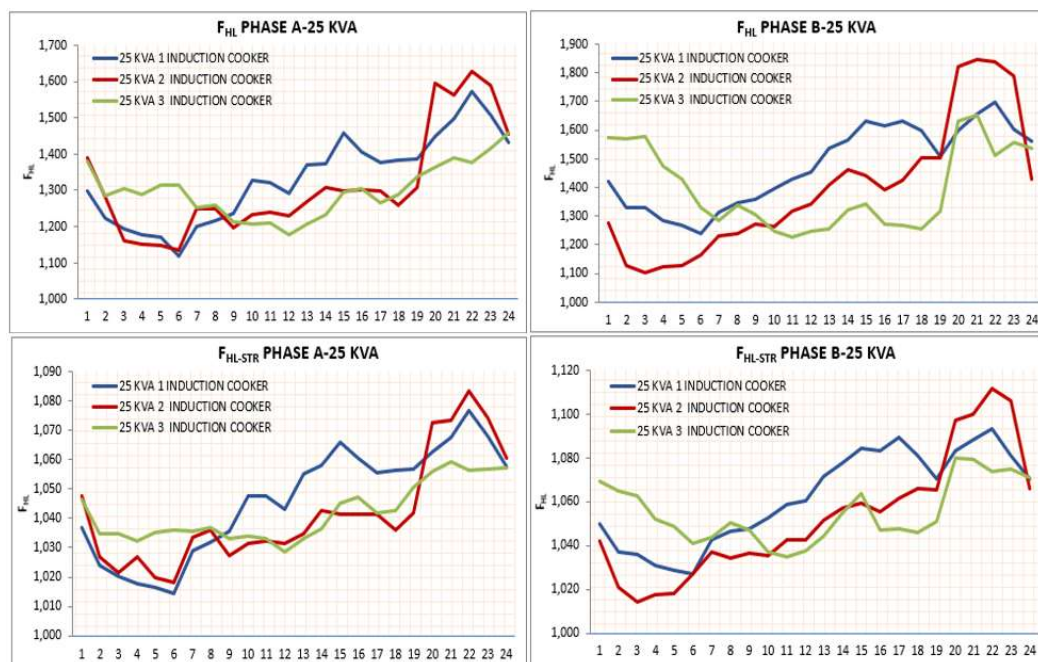 F_HL PHASE A-25 KVA
1,700
1,600
1,500
1,400
1,300
1,200
1,100
1,000
F_HL
25 KVA 1 INDUCTION COOKER
25 KVA 2 INDUCTION COOKER
25 KVA 3 INDUCTION COOKER
1 2 3 4 5 6 7 8 9 10 11 12 13 14 15 16 17 18 19 20 21 22 23 24
F_HL PHASE B-25 KVA
1,900
1,800
1,700
1,600
1,500
1,400
1,300
1,200
1,100
1,000
F_HL
25 KVA 1 INDUCTION COOKER
25 KVA 2 INDUCTION COOKER
25 KVA 3 INDUCTION COOKER
1 2 3 4 5 6 7 8 9 10 11 12 13 14 15 16 17 18 19 20 21 22 23 24
F_HL-STR PHASE A-25 KVA
1,090
1,080
1,070
1,060
1,050
1,040
1,030
1,020
1,010
1,000
F_HL
25 KVA 1 INDUCTION COOKER
25 KVA 2 INDUCTION COOKER
25 KVA 3 INDUCTION COOKER
1 2 3 4 5 6 7 8 9 10 11 12 13 14 15 16 17 18 19 20 21 22 23 24
F_HL-STR PHASE B-25 KVA
1,120
1,100
1,080
1,060
1,040
1,020
1,000
F_HL
25 KVA 1 INDUCTION COOKER
25 KVA 2 INDUCTION COOKER
25 KVA 3 INDUCTION COOKER
1 2 3 4 5 6 7 8 9 10 11 12 13 14 15 16 17 18 19 20 21 22 23 24